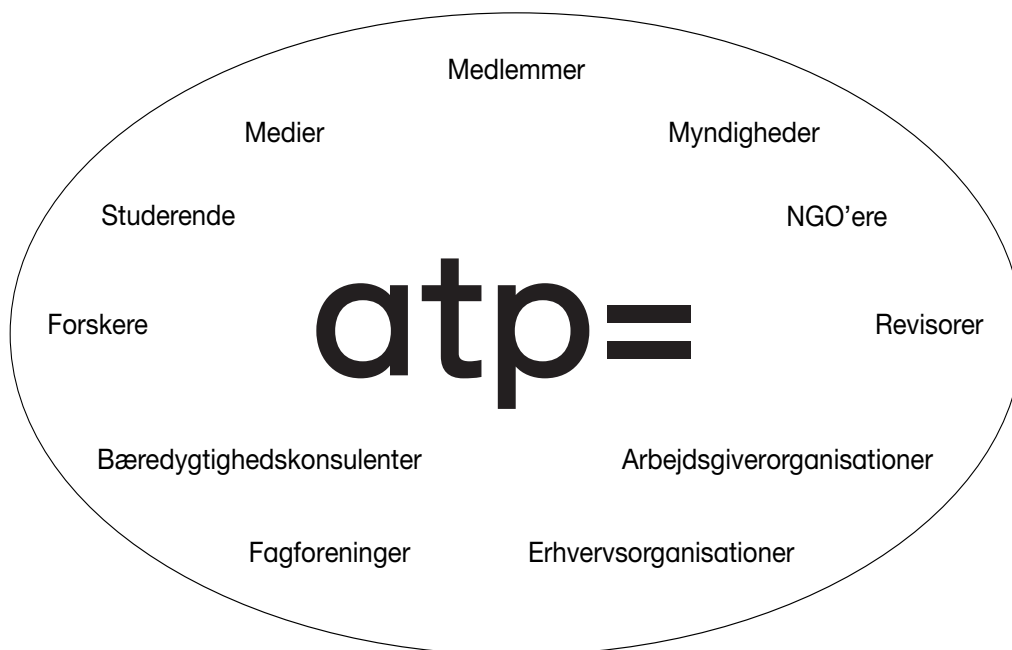 Medlemmer
Medier
Myndigheder
Studerende
NGO’ere
atp=
Forskere
Revisorer
Bæredygtighedskonsulenter
Arbejdsgiverorganisationer
Fagforeninger
Erhvervsorganisationer